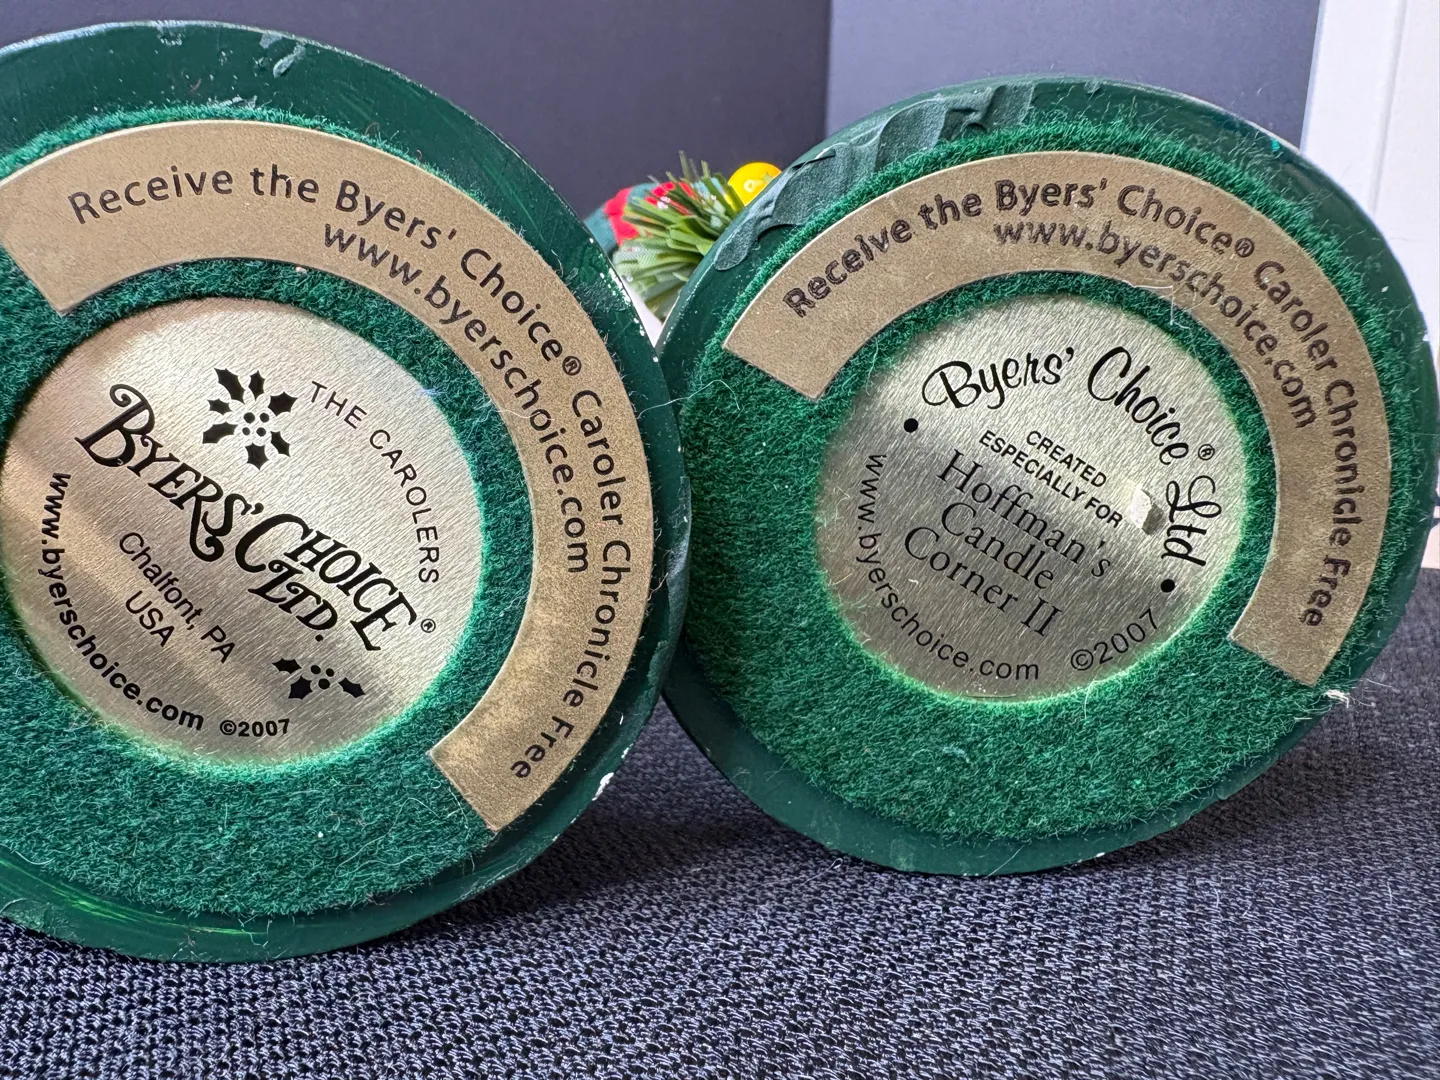 Receive the Byers' Choice® Caroler Chronicle Free
www.byerschoice.com
THE CAROLERS
BYERS' CHOICE
LTD.®
Chalfont, PA
USA
www.byerschoice.com ©2007
Receive the Byers' Choice® Caroler Chronicle Free
www.byerschoice.com
Byers' Choice® Ltd
CREATED
ESPECIALLY FOR
Hoffman's
Candle
Corner II
www.byerschoice.com ©2007